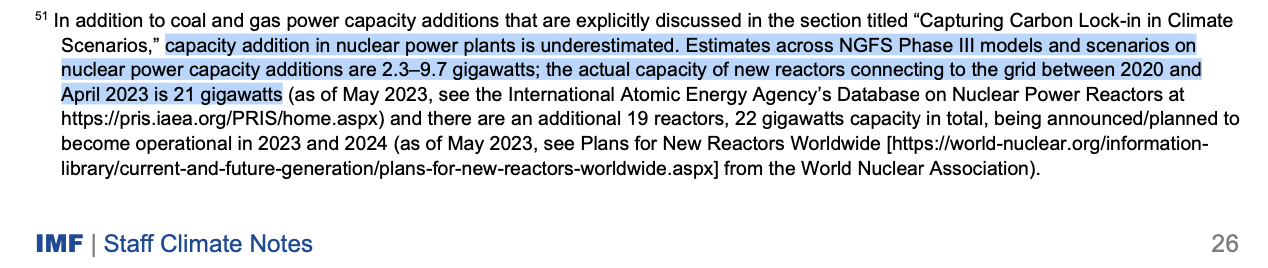 51 In addition to coal and gas power capacity additions that are explicitly discussed in the section titled “Capturing Carbon Lock-in in Climate
Scenarios,” capacity addition in nuclear power plants is underestimated. Estimates across NGFS Phase III models and scenarios on
nuclear power capacity additions are 2.3–9.7 gigawatts; the actual capacity of new reactors connecting to the grid between 2020 and
April 2023 is 21 gigawatts (as of May 2023, see the International Atomic Energy Agency’s Database on Nuclear Power Reactors at
https://pris.iaea.org/PRIS/home.aspx) and there are an additional 19 reactors, 22 gigawatts capacity in total, being announced/planned to
become operational in 2023 and 2024 (as of May 2023, see Plans for New Reactors Worldwide [https://world-nuclear.org/information-
library/current-and-future-generation/plans-for-new-reactors-worldwide.aspx] from the World Nuclear Association).
IMF | Staff Climate Notes 26